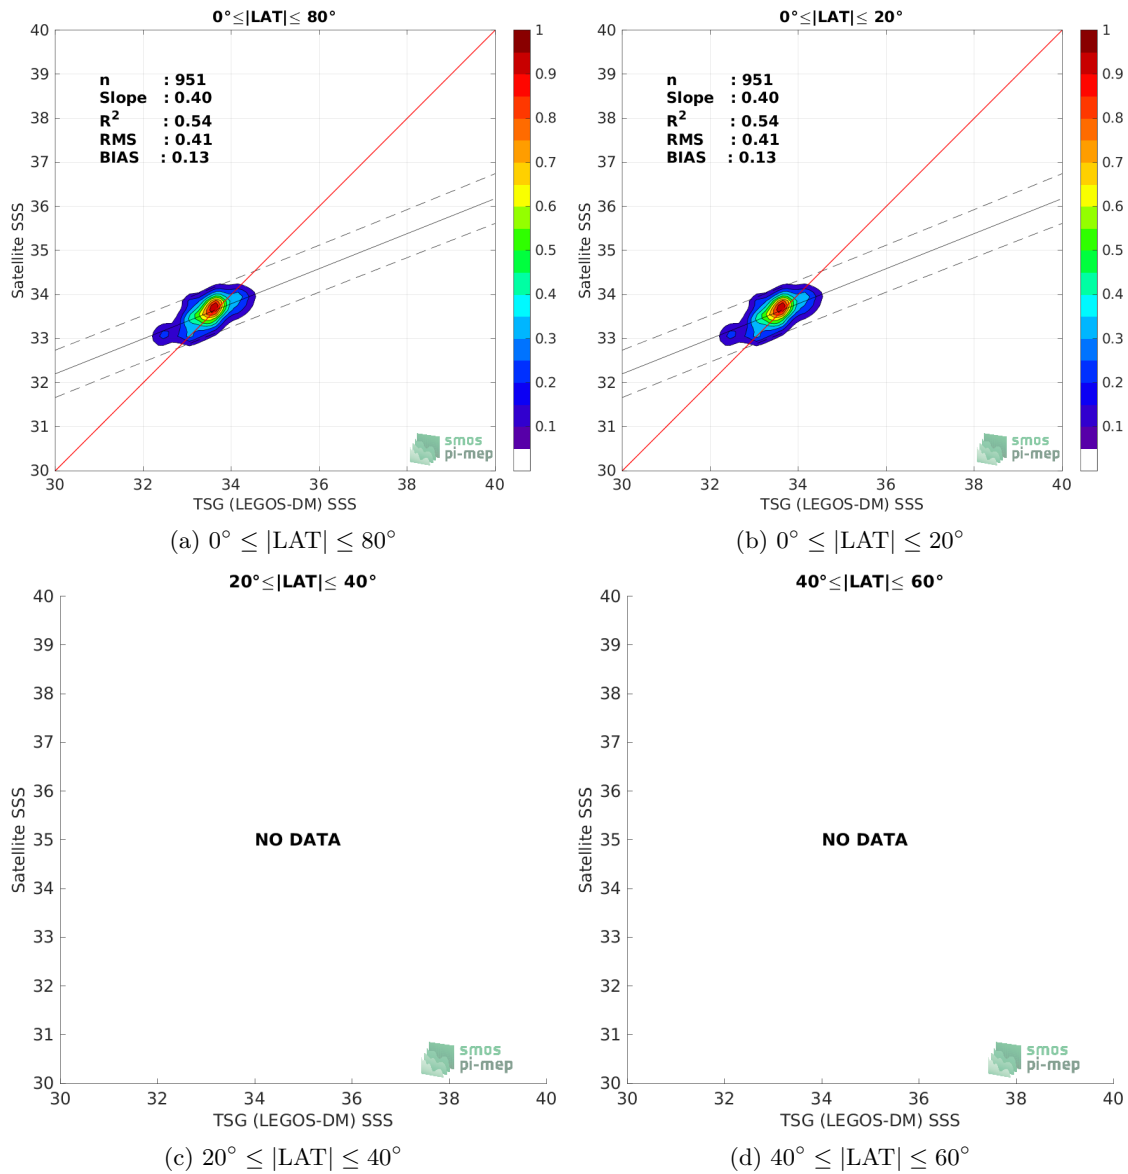 0°≤|LAT|≤ 80°
40
39
38
37
36
35
34
33
32
31
30
Satellite SSS
n : 951
Slope : 0.40
R² : 0.54
RMS : 0.41
BIAS : 0.13
1
0.9
0.8
0.7
0.6
0.5
0.4
0.3
0.2
0.1
smos
pi-mep
30 32 34 36 38 40
TSG (LEGOS-DM) SSS
(a) 0° ≤ |LAT| ≤ 80°
0°≤|LAT|≤ 20°
40
39
38
37
36
35
34
33
32
31
30
Satellite SSS
n : 951
Slope : 0.40
R² : 0.54
RMS : 0.41
BIAS : 0.13
1
0.9
0.8
0.7
0.6
0.5
0.4
0.3
0.2
0.1
smos
pi-mep
30 32 34 36 38 40
TSG (LEGOS-DM) SSS
(b) 0° ≤ |LAT| ≤ 20°
20°≤|LAT|≤ 40°
40
39
38
37
36
35
34
33
32
31
30
Satellite SSS
NO DATA
smos
pi-mep
30 32 34 36 38 40
TSG (LEGOS-DM) SSS
(c) 20° ≤ |LAT| ≤ 40°
40°≤|LAT|≤ 60°
40
39
38
37
36
35
34
33
32
31
30
Satellite SSS
NO DATA
smos
pi-mep
30 32 34 36 38 40
TSG (LEGOS-DM) SSS
(d) 40° ≤ |LAT| ≤ 60°